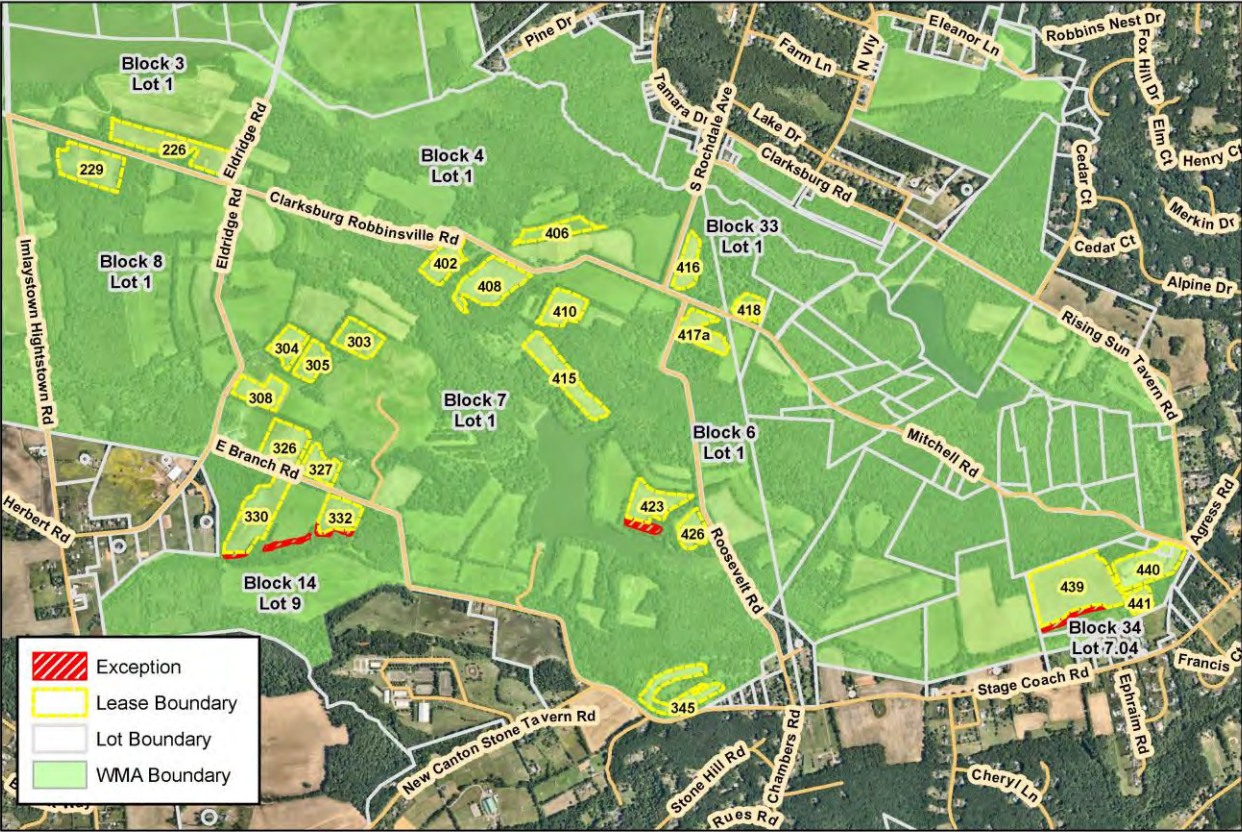 Pine Dr
Eleanor Ln
Robbins Nest Dr
Farm Ln
N Vly
Fox Hill Dr
Block 3
Lot 1
Tamara Dr
S Rochdale Ave
Lake Dr
Clarksburg Rd
Elm Ct
Henry Ct
Eldridge Rd
226
229
Block 4
Lot 1
Cedar Ct
Merkin Dr
Eldridge Rd
Clarksburg Robbinsville Rd
406
Block 33
Lot 1
Cedar Ct
Alpine Dr
Imlaystown Hightstown Rd
Block 8
Lot 1
402
408
416
410
418
417a
Rising Sun Tavern Rd
304
303
305
415
308
Block 7
Lot 1
Block 6
Lot 1
Mitchell Rd
326
E Branch Rd
327
Herbert Rd
330
332
423
426
Roosevelt Rd
Agress Rd
Block 14
Lot 9
439
440
441
Block 34
Lot 7.04
Francis Ct
Stage Coach Rd
Ephraim Rd
345
New Canton Stone Tavern Rd
Chambers Rd
Stone Hill Rd
Rues Rd
Cheryl Ln
Exception
Lease Boundary
Lot Boundary
WMA Boundary